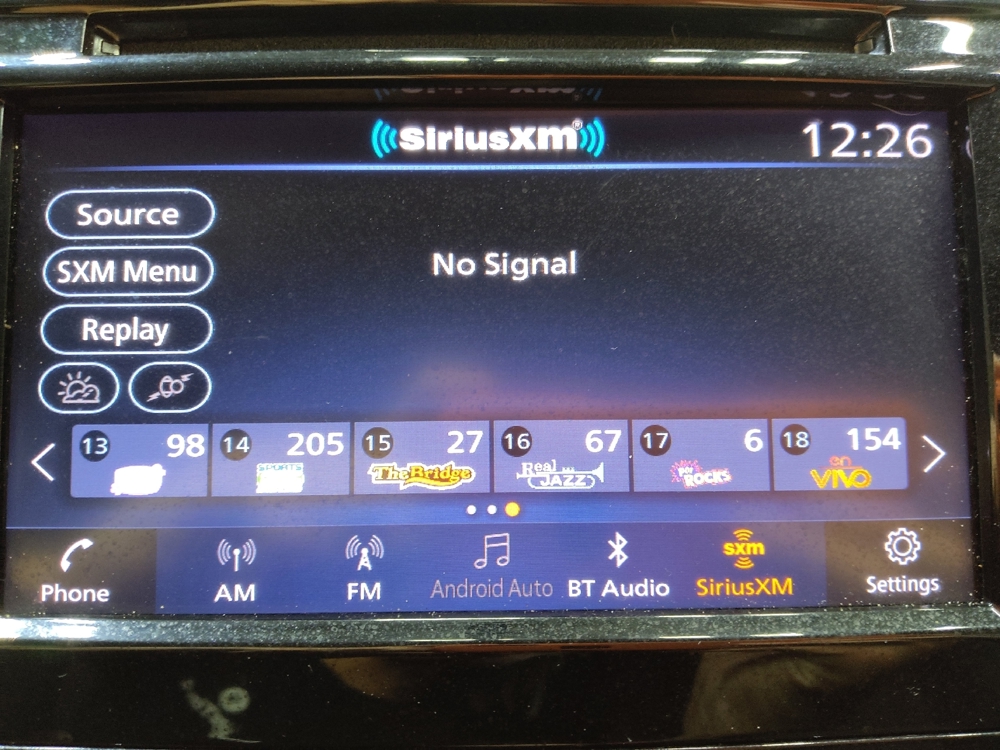 SiriusXM®
12:26
Source
SXM Menu
Replay
No Signal
13 98
14 205
SPORTS
15 27
The Bridge
16 67
Real
JAZZ
17 6
POP
ROCKS
18 154
en
VIVO
Phone
AM
FM
Android Auto
BT Audio
sxm
SiriusXM
Settings